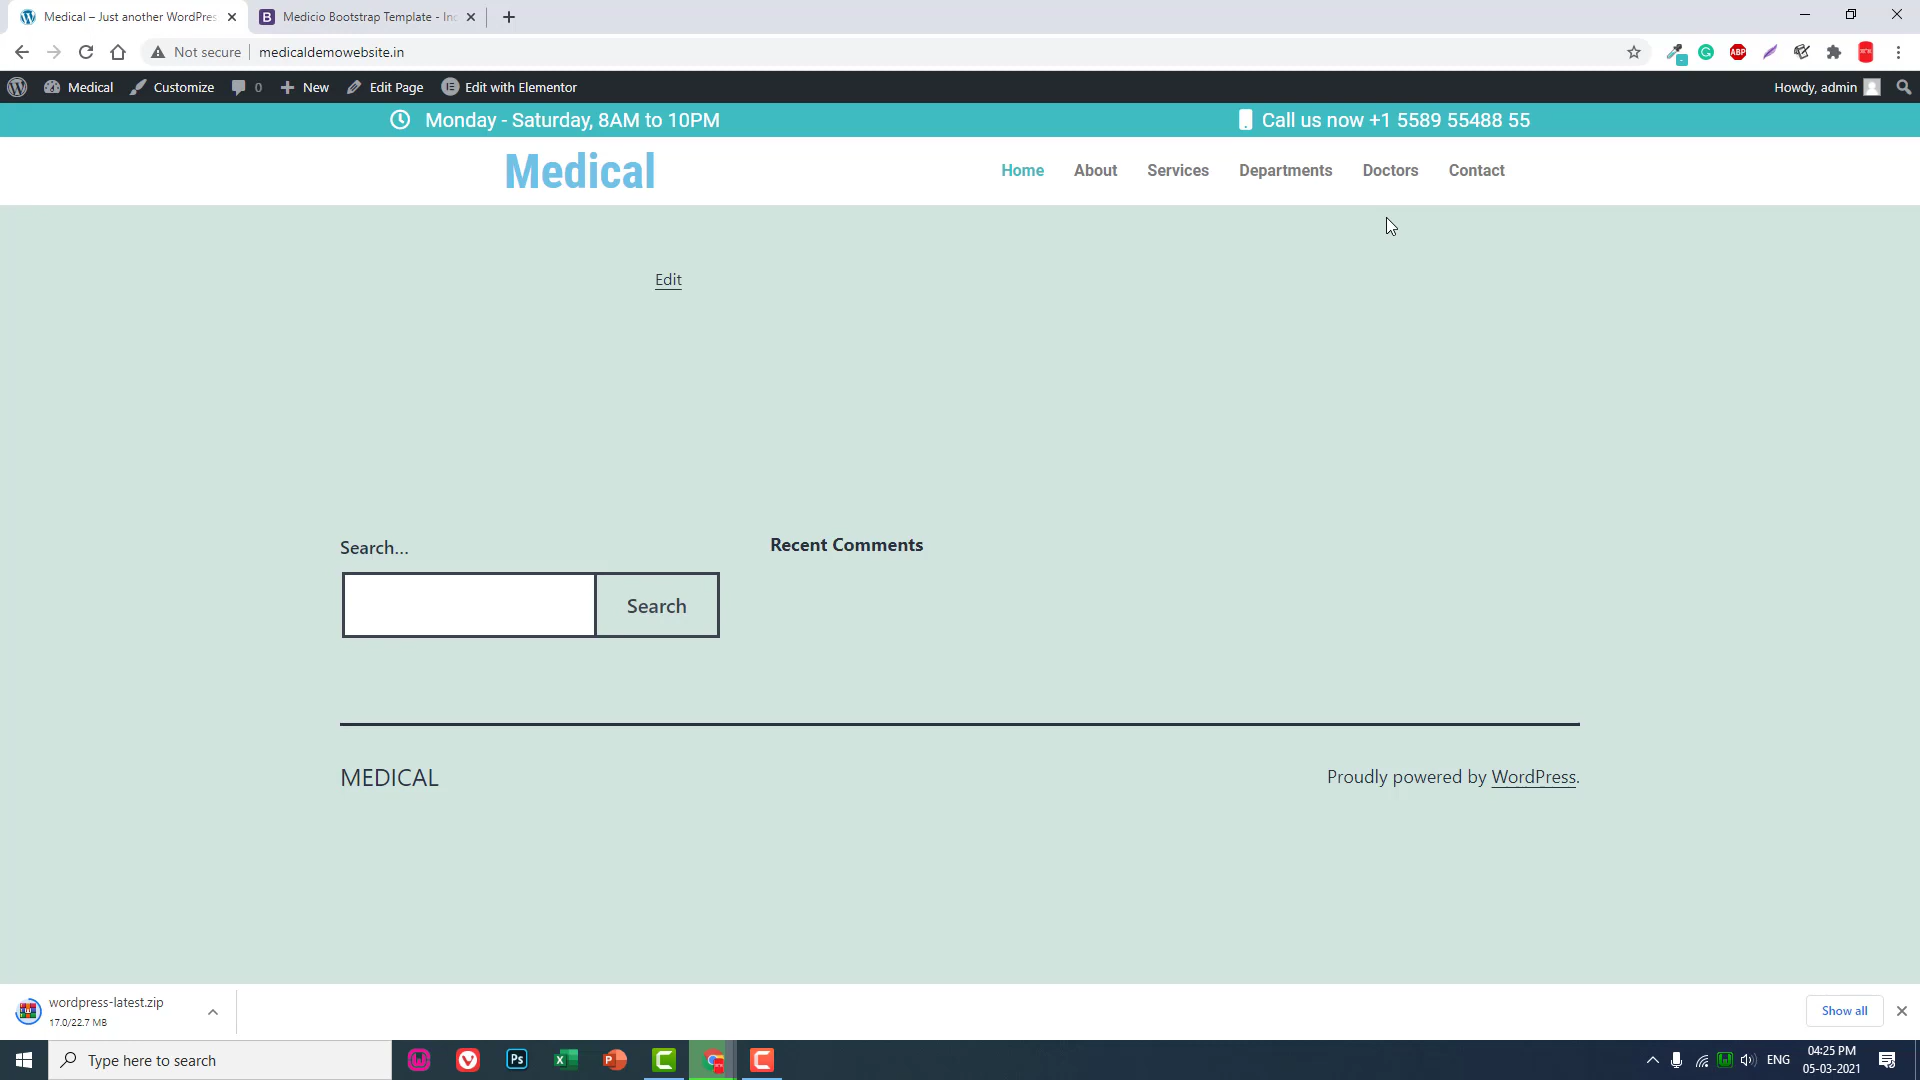 Medical – Just another WordPres
Medicio Bootstrap Template - Inc
Not secure
medicaldemowebsite.in
ABP
Medical
Customize
0
New
Edit Page
Edit with Elementor
Howdy, admin
Monday - Saturday, 8AM to 10PM
Call us now +1 5589 55488 55
Medical
Home
About
Services
Departments
Doctors
Contact
Edit
Search…
Search
Recent Comments
MEDICAL
Proudly powered by WordPress.
wordpress-latest.zip
17.0/22.7 MB
Show all
Type here to search
Ps
ENG
04:25 PM
05-03-2021